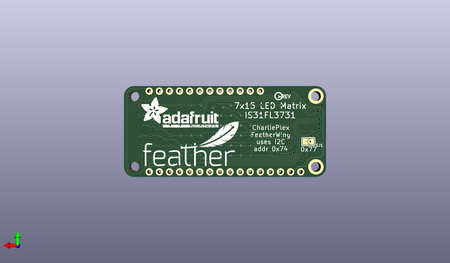 REV
7x15 LED Matrix
IS31FL3731
adafruit
CharliePlex
FeatherWing
uses I2C
addr 0x74
feather
0x77